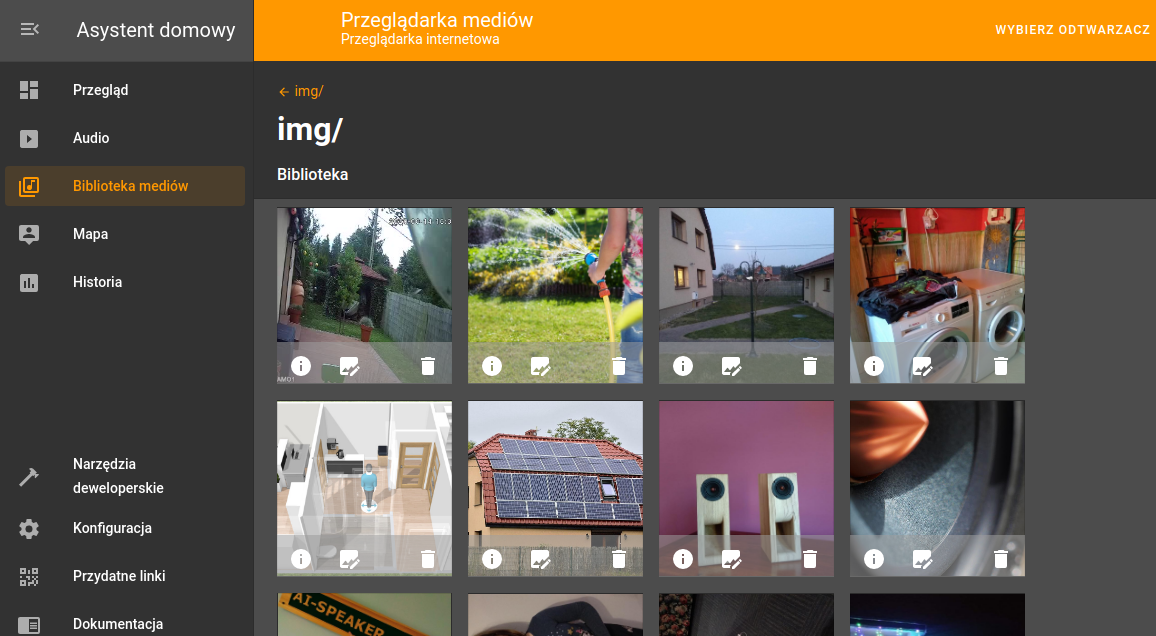 Asystent domowy
Przeglądarka mediów
Przeglądarka internetowa
WYBIERZ ODTWARZACZ
Przegląd
Audio
Biblioteka mediów
Mapa
Historia
Narzędzia
deweloperskie
Konfiguracja
Przydatne linki
Dokumentacja
← img/
img/
Biblioteka
AI-SPEAKER